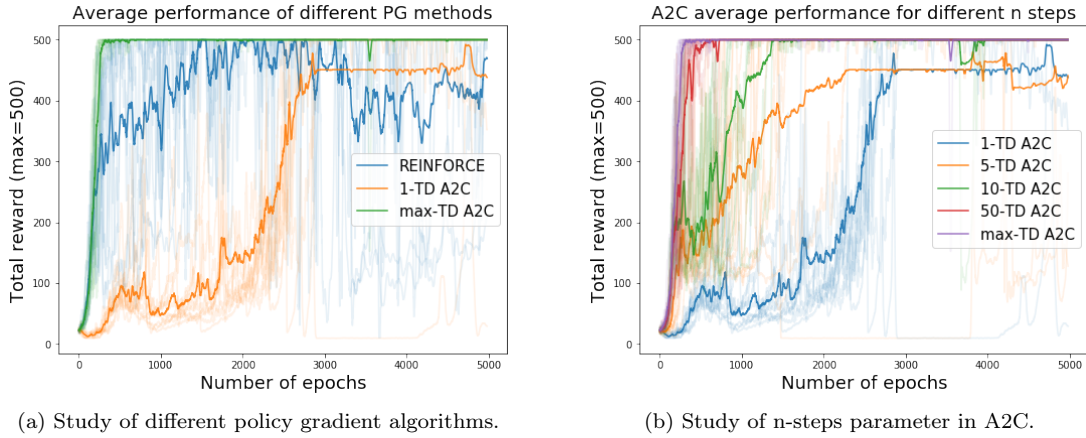 Average performance of different PG methods
Total reward (max=500)
500
400
300
200
100
0
REINFORCE
1-TD A2C
max-TD A2C
0 1000 2000 3000 4000 5000
Number of epochs
(a) Study of different policy gradient algorithms.
A2C average performance for different n steps
Total reward (max=500)
500
400
300
200
100
0
1-TD A2C
5-TD A2C
10-TD A2C
50-TD A2C
max-TD A2C
0 1000 2000 3000 4000 5000
Number of epochs
(b) Study of n-steps parameter in A2C.